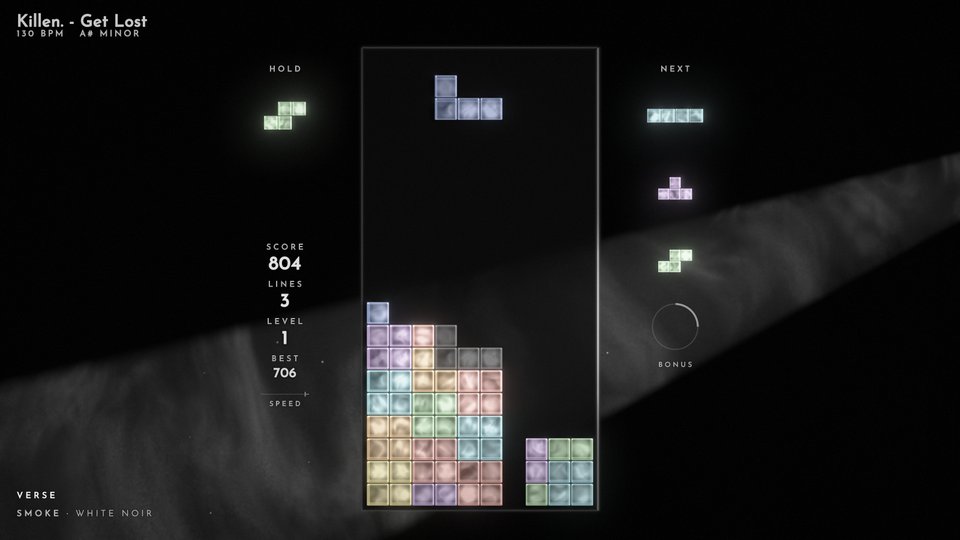 Killen. - Get Lost
130 BPM A# MINOR
HOLD
NEXT
SCORE
804
LINES
3
LEVEL
1
BEST
706
SPEED
BONUS
VERSE
SMOKE · WHITE NOIR